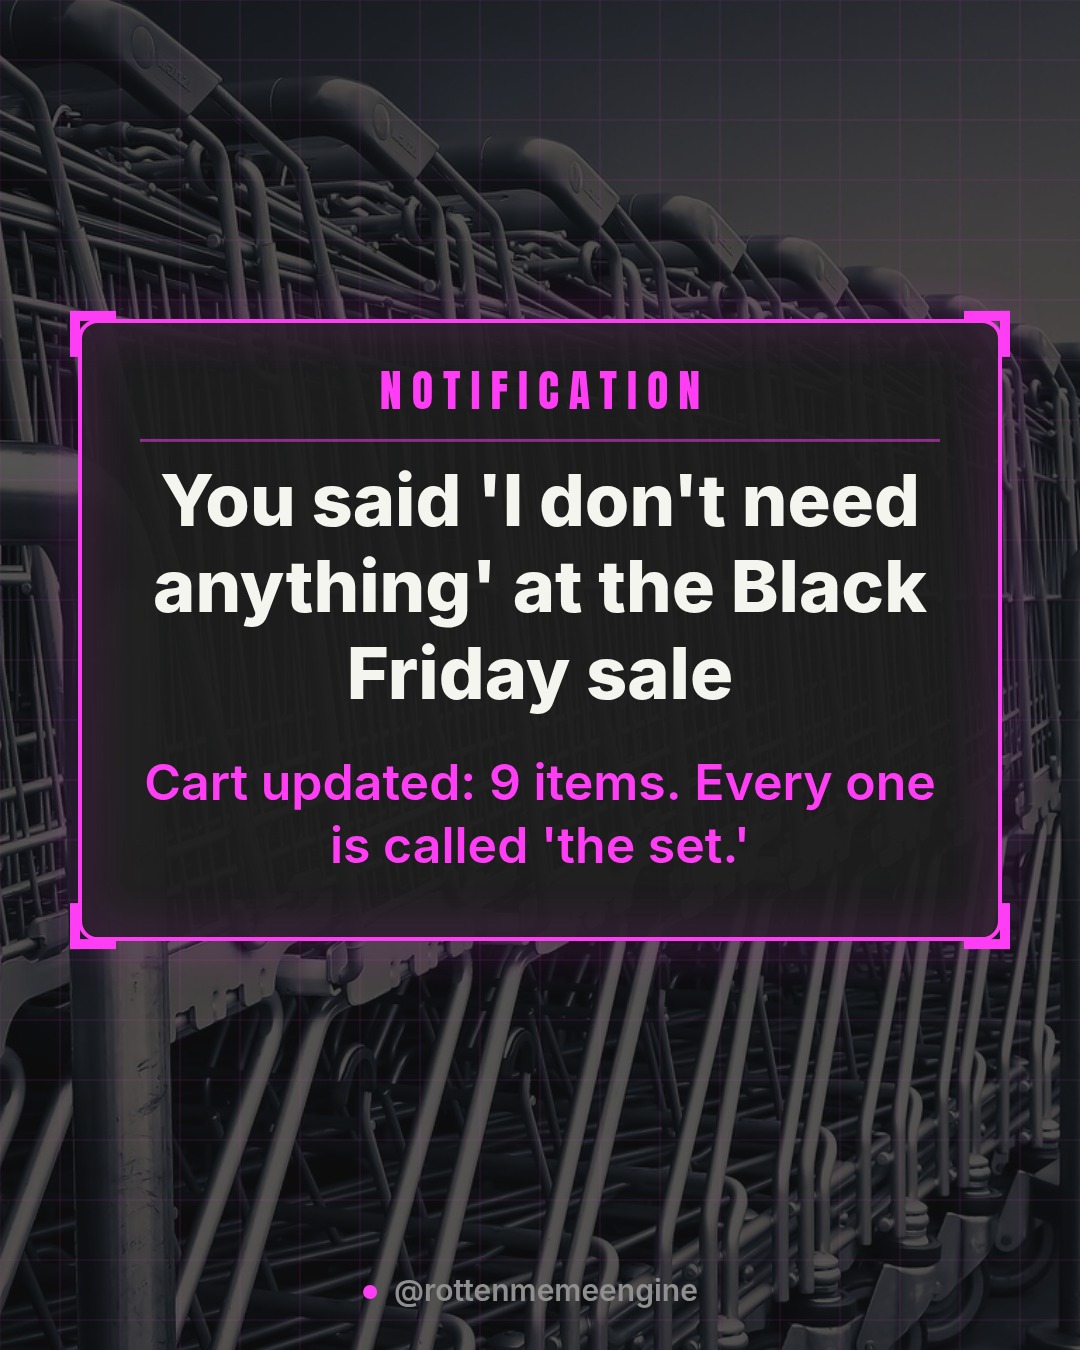 NOTIFICATION
You said 'I don't need
anything' at the Black
Friday sale
Cart updated: 9 items. Every one
is called 'the set.'
@rottenmemeengine